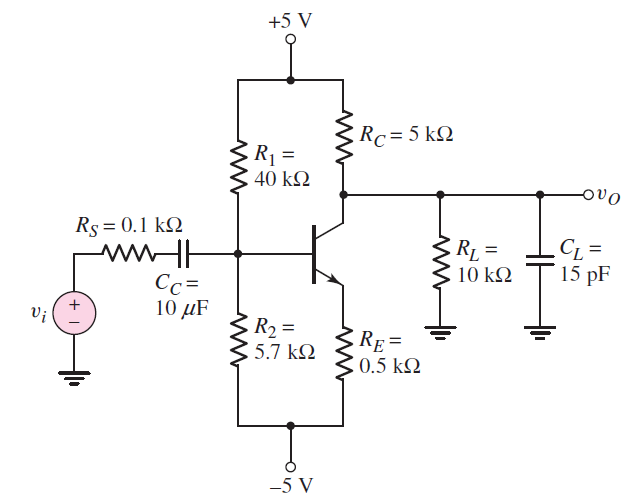 +5 V
R_C = 5 kΩ
R_1 =
40 kΩ
v_O
R_S = 0.1 kΩ
R_L =
10 kΩ
C_L =
15 pF
C_C =
10 μF
v_i
+
−
R_2 =
5.7 kΩ
R_E =
0.5 kΩ
−5 V